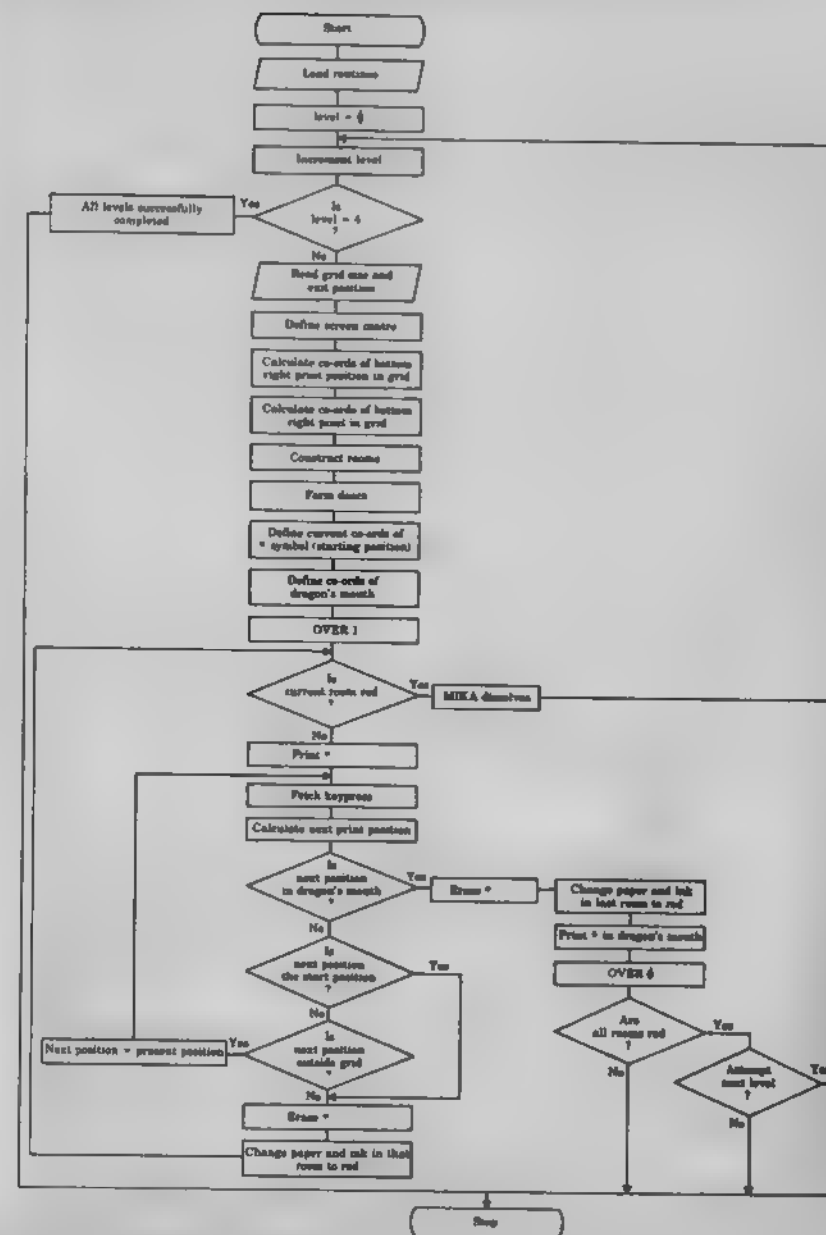 Start
Load routines
level = ϕ
Increment level
Is
level = 4
?
Yes
All levels successfully
completed
No
Read grid size and
exit position
Define screen centre
Calculate co-ords of bottom
right print position in grid
Calculate co-ords of bottom
right point in grid
Construct rooms
Form doors
Define current co-ords of
* symbol (starting position)
Define co-ords of
dragon's mouth
OVER 1
Is
current room red
?
Yes
MIKA dissolves
No
Print *
Fetch keypress
Calculate next print position
Is
next position
in dragon's mouth
?
Yes
Erase *
Change paper and ink
in last room to red
Print * in dragon's mouth
OVER ϕ
Are
all rooms red
?
Yes
No
Attempt
next level
?
Yes
No
No
Is
next position
the start position
?
Yes
No
Is
next position
outside grid
?
Yes
Next position = present position
No
Erase *
Change paper and ink in that
room to red
Stop